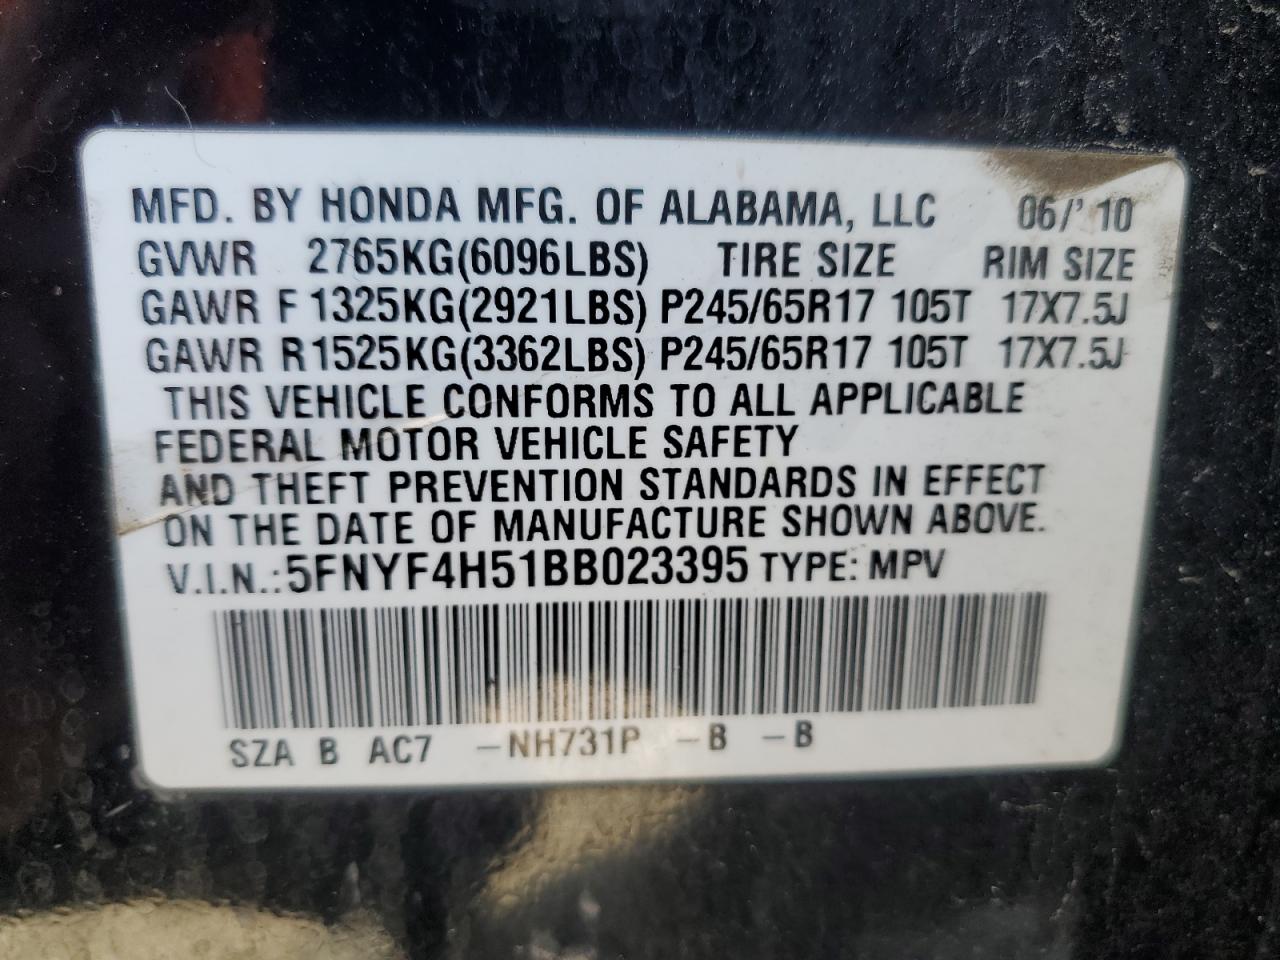 MFD. BY HONDA MFG. OF ALABAMA, LLC 06/'10
GVWR 2765KG(6096LBS) TIRE SIZE RIM SIZE
GAWR F 1325KG(2921LBS) P245/65R17 105T 17X7.5J
GAWR R 1525KG(3362LBS) P245/65R17 105T 17X7.5J
THIS VEHICLE CONFORMS TO ALL APPLICABLE
FEDERAL MOTOR VEHICLE SAFETY
AND THEFT PREVENTION STANDARDS IN EFFECT
ON THE DATE OF MANUFACTURE SHOWN ABOVE.
V.I.N.:5FNYF4H51BB023395 TYPE: MPV
SZA B AC7 -NH731P -B -B